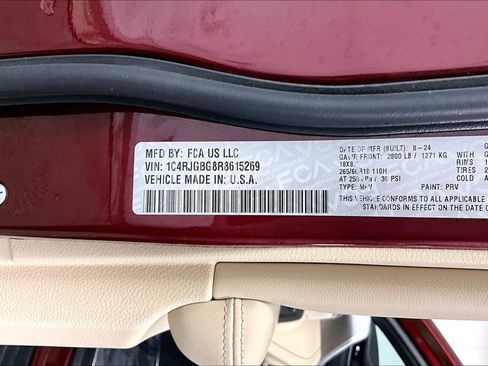 MFD BY: FCA US LLC
VIN: 1C4RJGBG8R8615269
VEHICLE MADE IN U.S.A.
DATE OF MFR (BUILT): 8-24
GAWR FRONT: 2800 LB / 1271 KG
18X8.
265/60R18 110H
AT 250 kPa / 36 PSI
TYPE: MPV PAINT: PRV
THIS VEHICLE CONFORMS TO ALL APPLICABLE
STANDARDS IN EFFECT ON THE DATE OF
GA
RIMS
TIRES
COLD